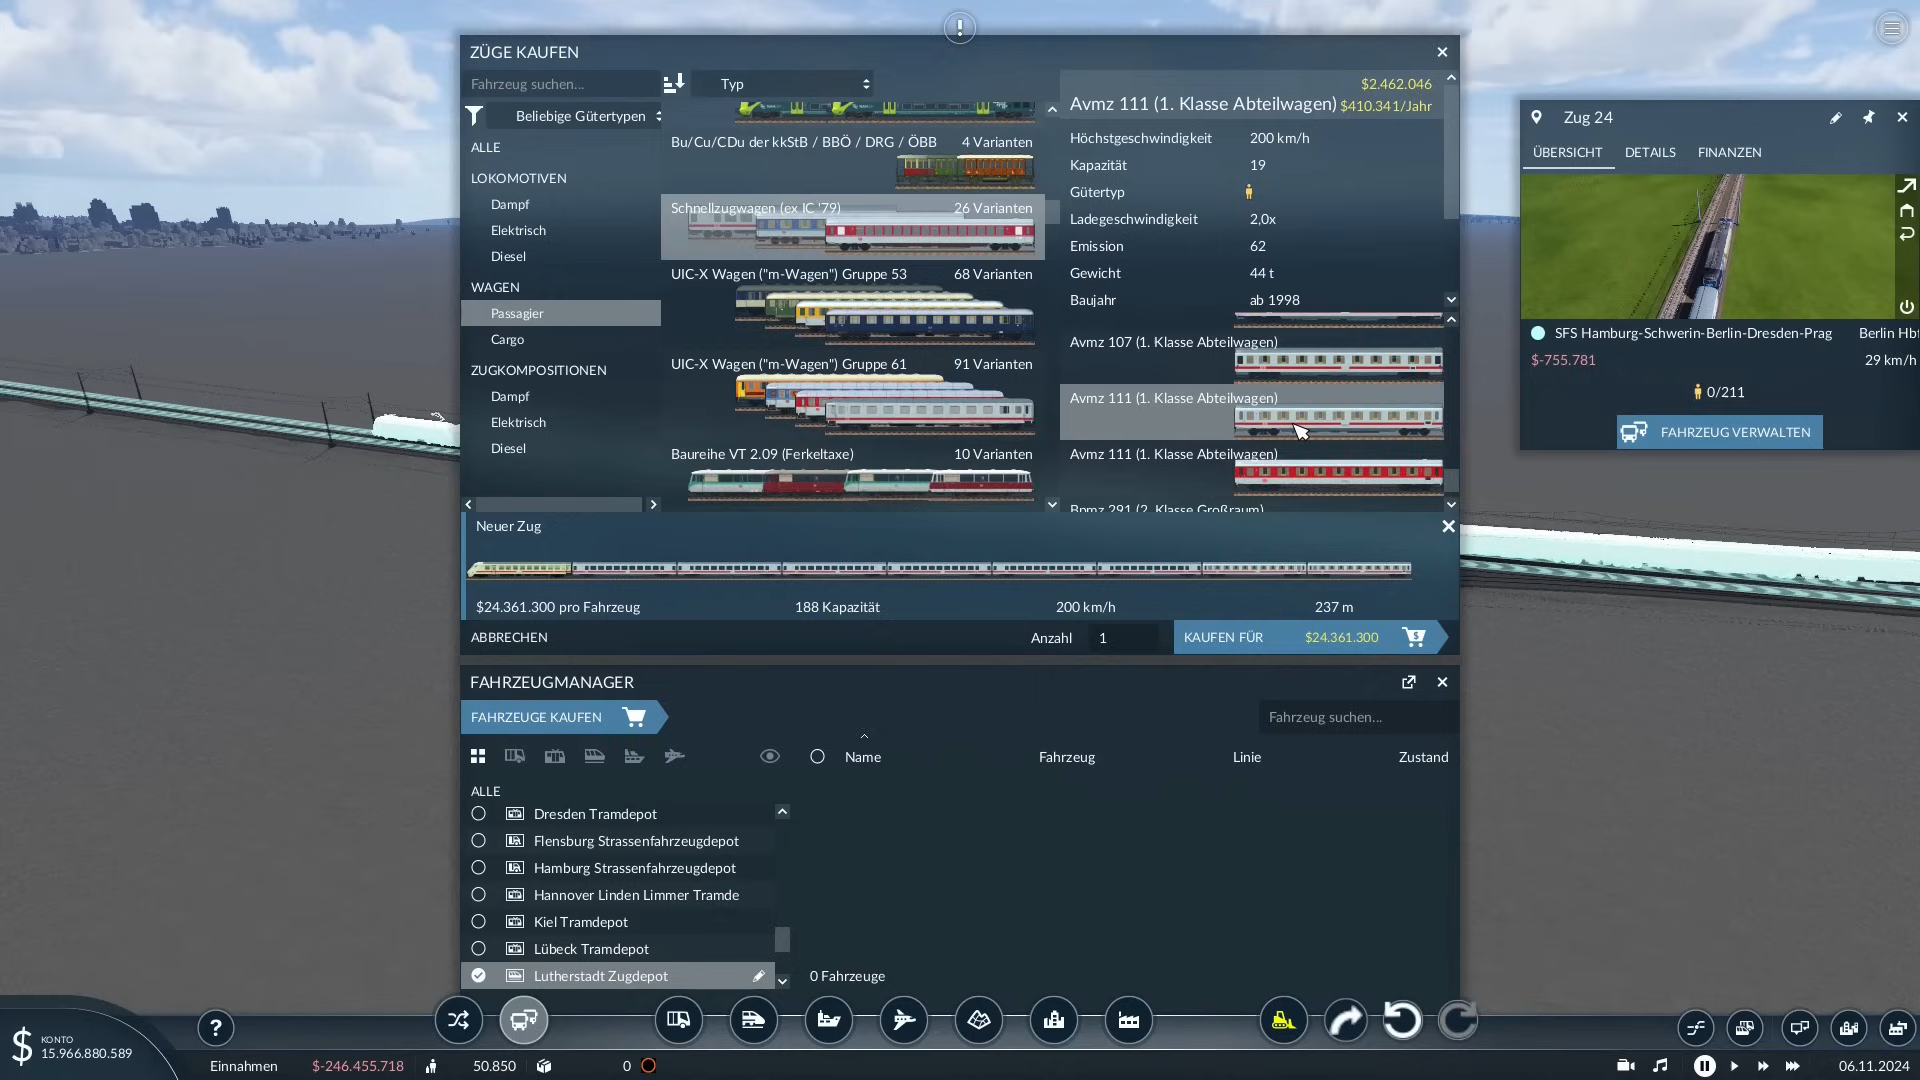 ZÜGE KAUFEN
Fahrzeug suchen...
Typ
Beliebige Gütertypen
ALLE
LOKOMOTIVEN
Dampf
Elektrisch
Diesel
WAGEN
Passagier
Cargo
ZUGKOMPOSITIONEN
Dampf
Elektrisch
Diesel
Bu/Cu/CDu der kkStB / BBÖ / DRG / ÖBB 4 Varianten
Schnellzugwagen (ex IC '79) 26 Varianten
UIC-X Wagen ("m-Wagen") Gruppe 53 68 Varianten
UIC-X Wagen ("m-Wagen") Gruppe 61 91 Varianten
Baureihe VT 2.09 (Ferkeltaxe) 10 Varianten
$2.462.046
Avmz 111 (1. Klasse Abteilwagen) $410.341/Jahr
Höchstgeschwindigkeit 200 km/h
Kapazität 19
Gütertyp
Ladegeschwindigkeit 2,0x
Emission 62
Gewicht 44 t
Baujahr ab 1998
Avmz 107 (1. Klasse Abteilwagen)
Avmz 111 (1. Klasse Abteilwagen)
Avmz 111 (1. Klasse Abteilwagen)
Bpmz 291 (2. Klasse Großraum)
Neuer Zug
$24.361.300 pro Fahrzeug 188 Kapazität 200 km/h 237 m
ABBRECHEN Anzahl 1 KAUFEN FÜR $24.361.300
Zug 24
ÜBERSICHT DETAILS FINANZEN
SFS Hamburg-Schwerin-Berlin-Dresden-Prag Berlin Hbf
$-755.781 29 km/h
0/211
FAHRZEUG VERWALTEN
FAHRZEUGMANAGER
FAHRZEUGE KAUFEN
Fahrzeug suchen...
Name Fahrzeug Linie Zustand
ALLE
Dresden Tramdepot
Flensburg Strassenfahrzeugdepot
Hamburg Strassenfahrzeugdepot
Hannover Linden Limmer Tramde
Kiel Tramdepot
Lübeck Tramdepot
Lutherstadt Zugdepot
0 Fahrzeuge
KONTO
15.966.880.589
Einnahmen $-246.455.718 50.850 0
06.11.2024